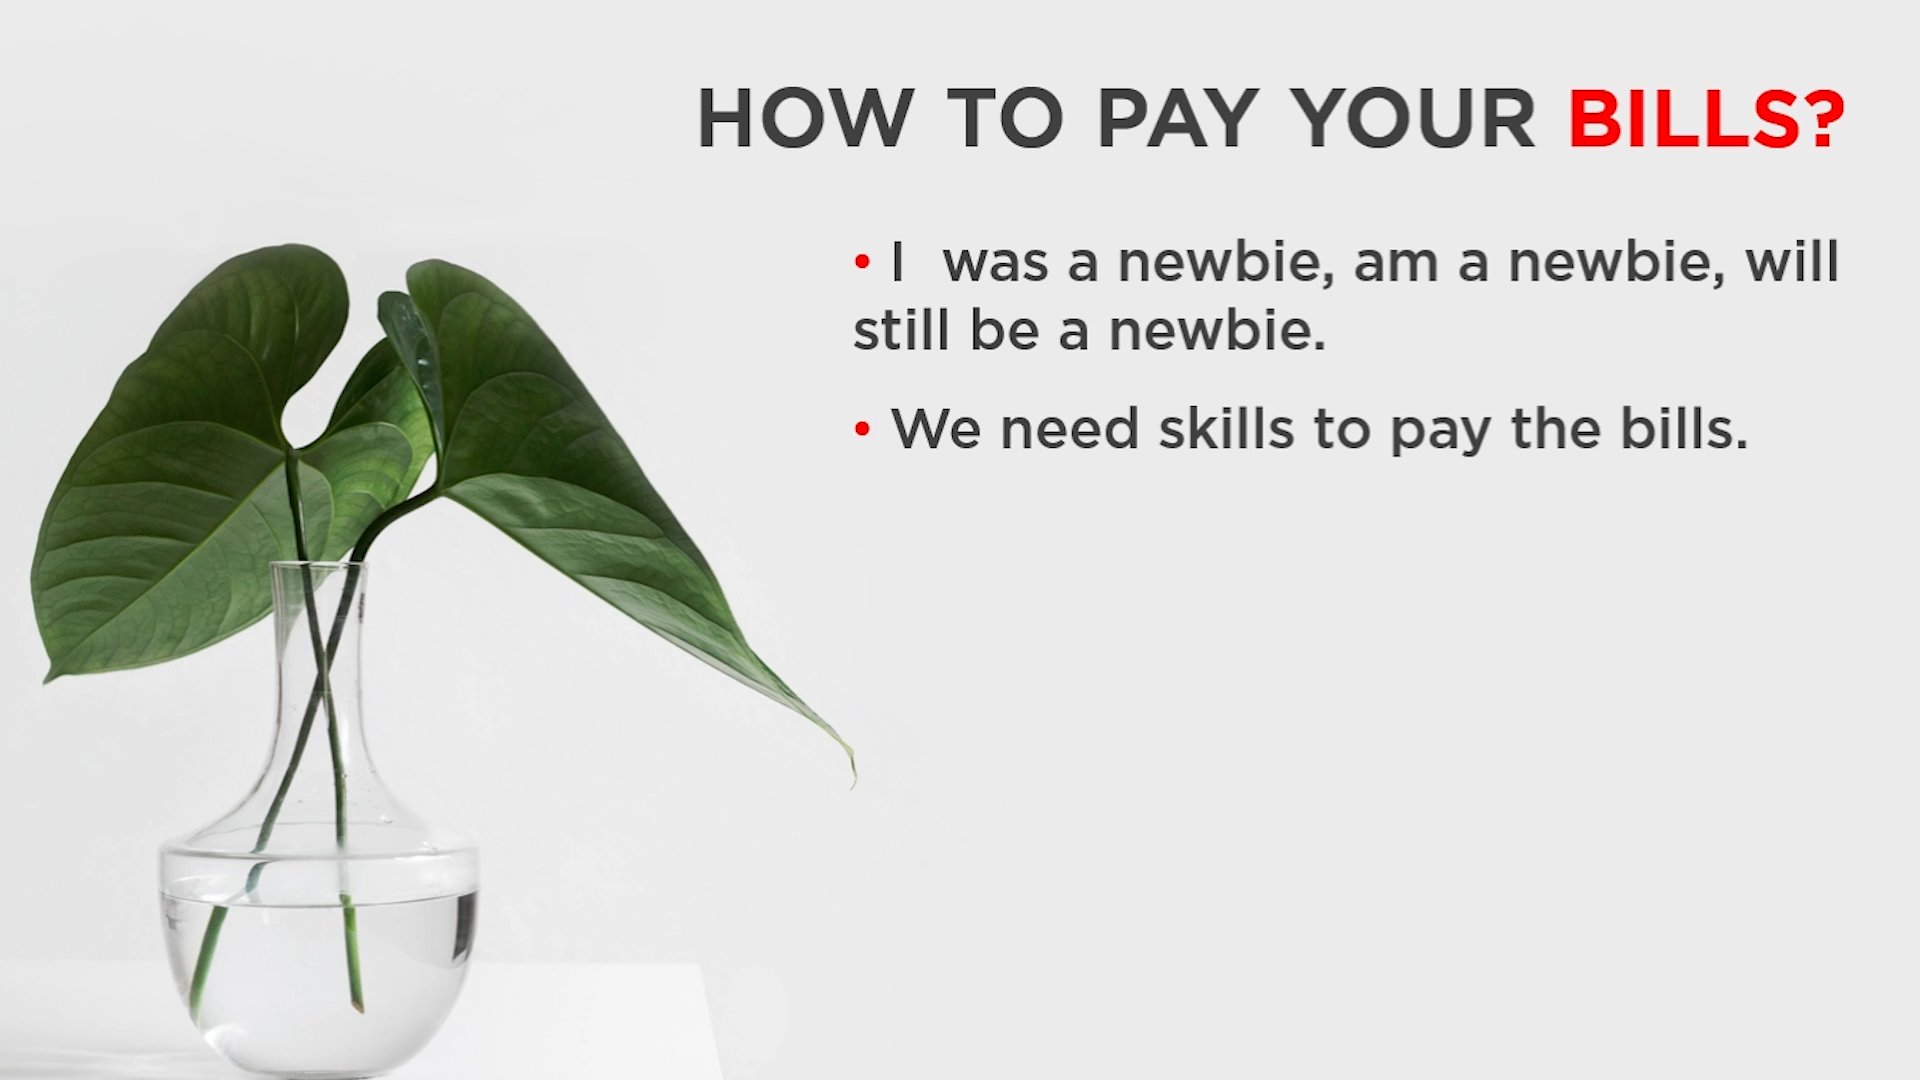 HOW TO PAY YOUR BILLS?
• I was a newbie, am a newbie, will
still be a newbie.
• We need skills to pay the bills.